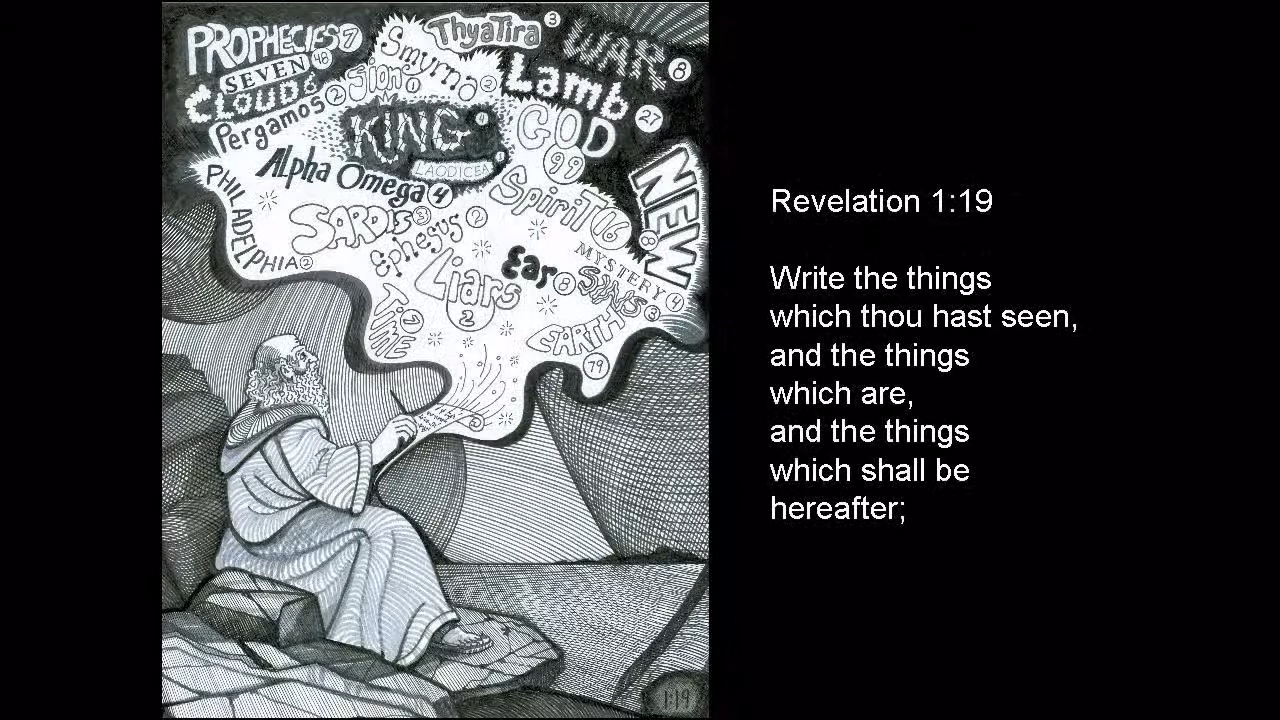 PROPHECIES 7
SEVEN 48
CLOUD 6
Pergamos 2
Smyrna 2
Sion 1
ThyaTira 3
WAR 8
Lamb 27
KING
LAODICEA
GOD 99
Alpha Omega 4
PHILADELPHIA 2
SARDIS 3
Ephesus 2
SpiriT 16
NEW 8
Liars 2
Ear 8
MYSTERY 4
SINS 3
TIME 7
EARTH 79
1:19
Revelation 1:19
Write the things
which thou hast seen,
and the things
which are,
and the things
which shall be
hereafter;